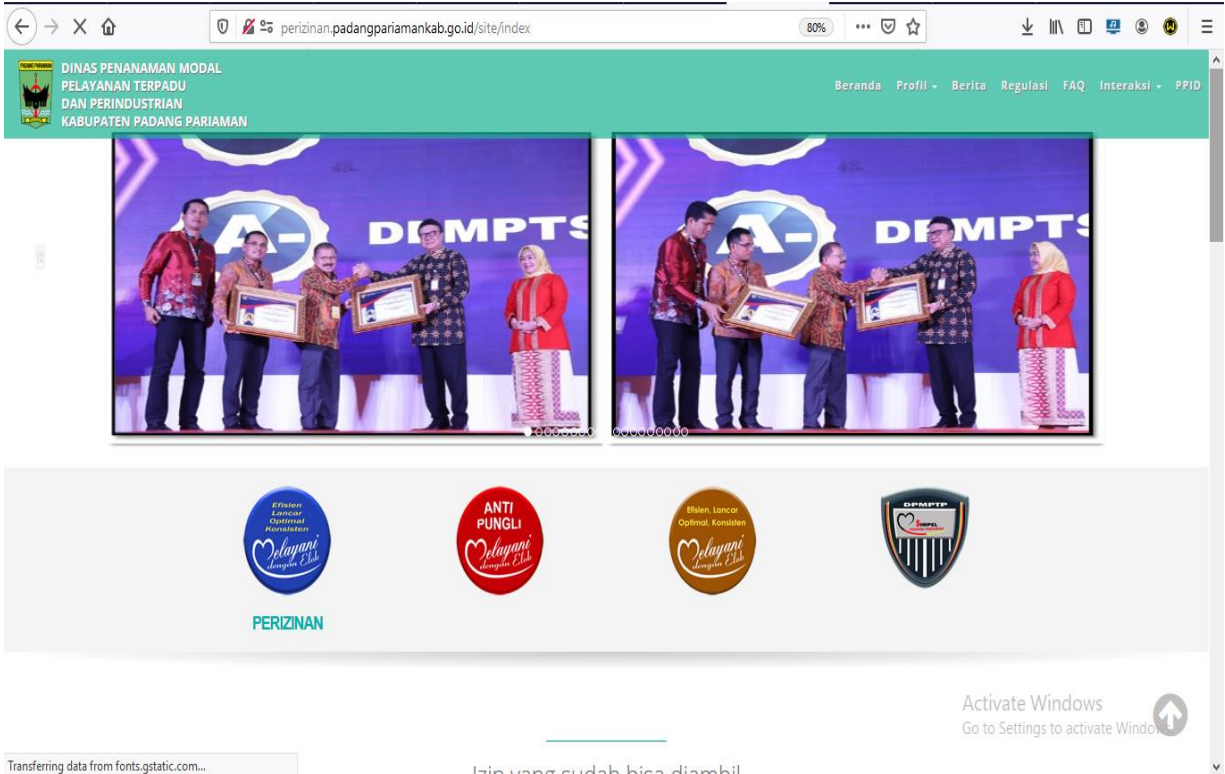 perizinan.padangpariamankab.go.id/site/index
80%
PADANG PARIAMAN
DINAS PENANAMAN MODAL
PELAYANAN TERPADU
DAN PERINDUSTRIAN
KABUPATEN PADANG PARIAMAN
Beranda Profil Berita Regulasi FAQ Interaksi PPID
A-) DPMPTS
A-) DPMPTS
Efisien
Lancar
Optimal
Konsisten
Melayani
dengan Elok
ANTI
PUNGLI
Melayani
dengan Elok
Efisien, Lancar
Optimal, Konsisten
Melayani
dengan Elok
DPMPTP
SIMPEL
PERIZINAN
Activate Windows
Go to Settings to activate Windows
Transferring data from fonts.gstatic.com...
Izin yang sudah bisa diambil